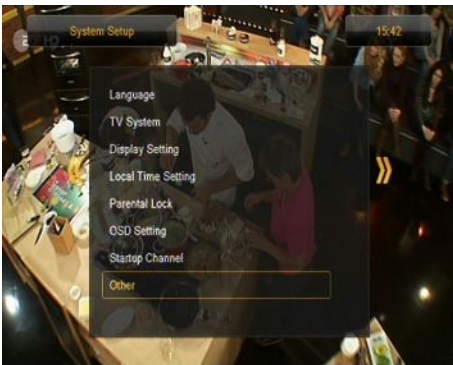 System Setup
15:42
Language
TV System
Display Setting
Local Time Setting
Parental Lock
OSD Setting
Startup Channel
Other